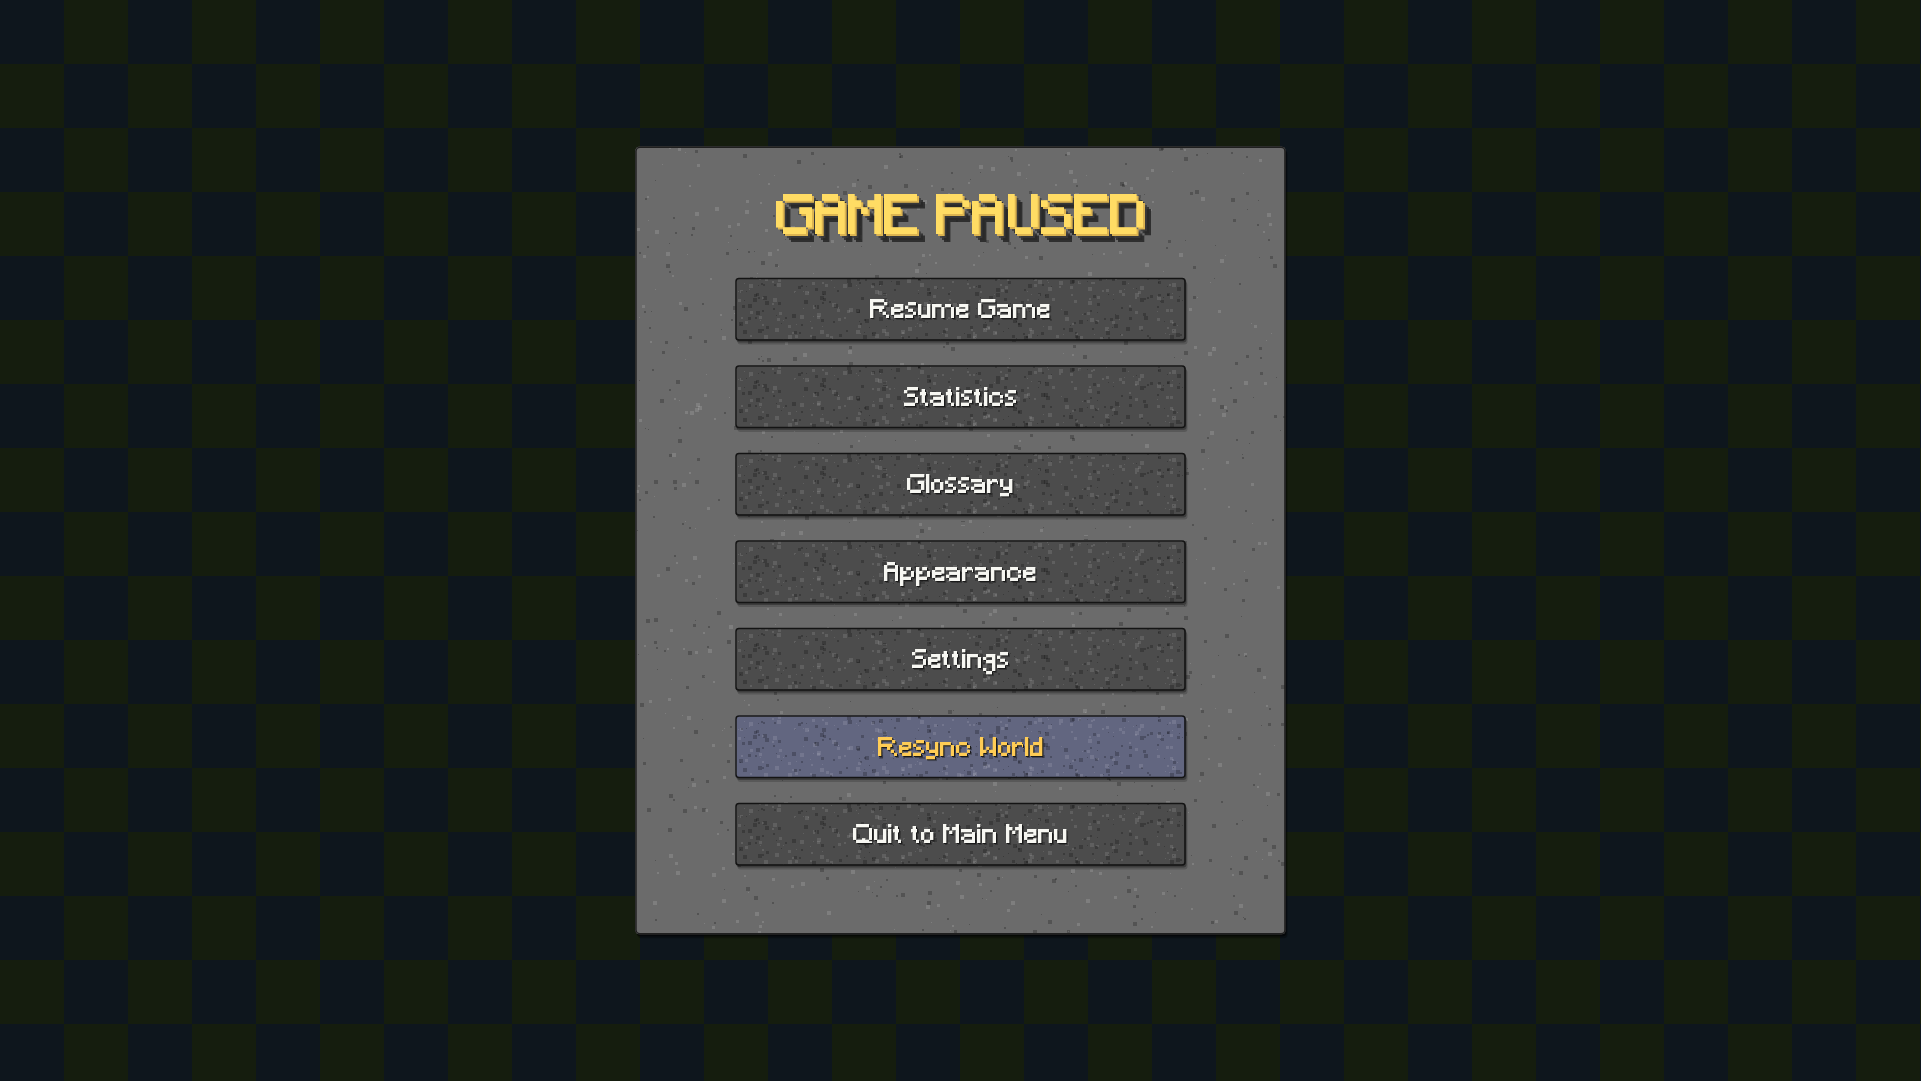 GAME PAUSED
Resume Game
Statistics
Glossary
Appearance
Settings
Resync World
Quit to Main Menu